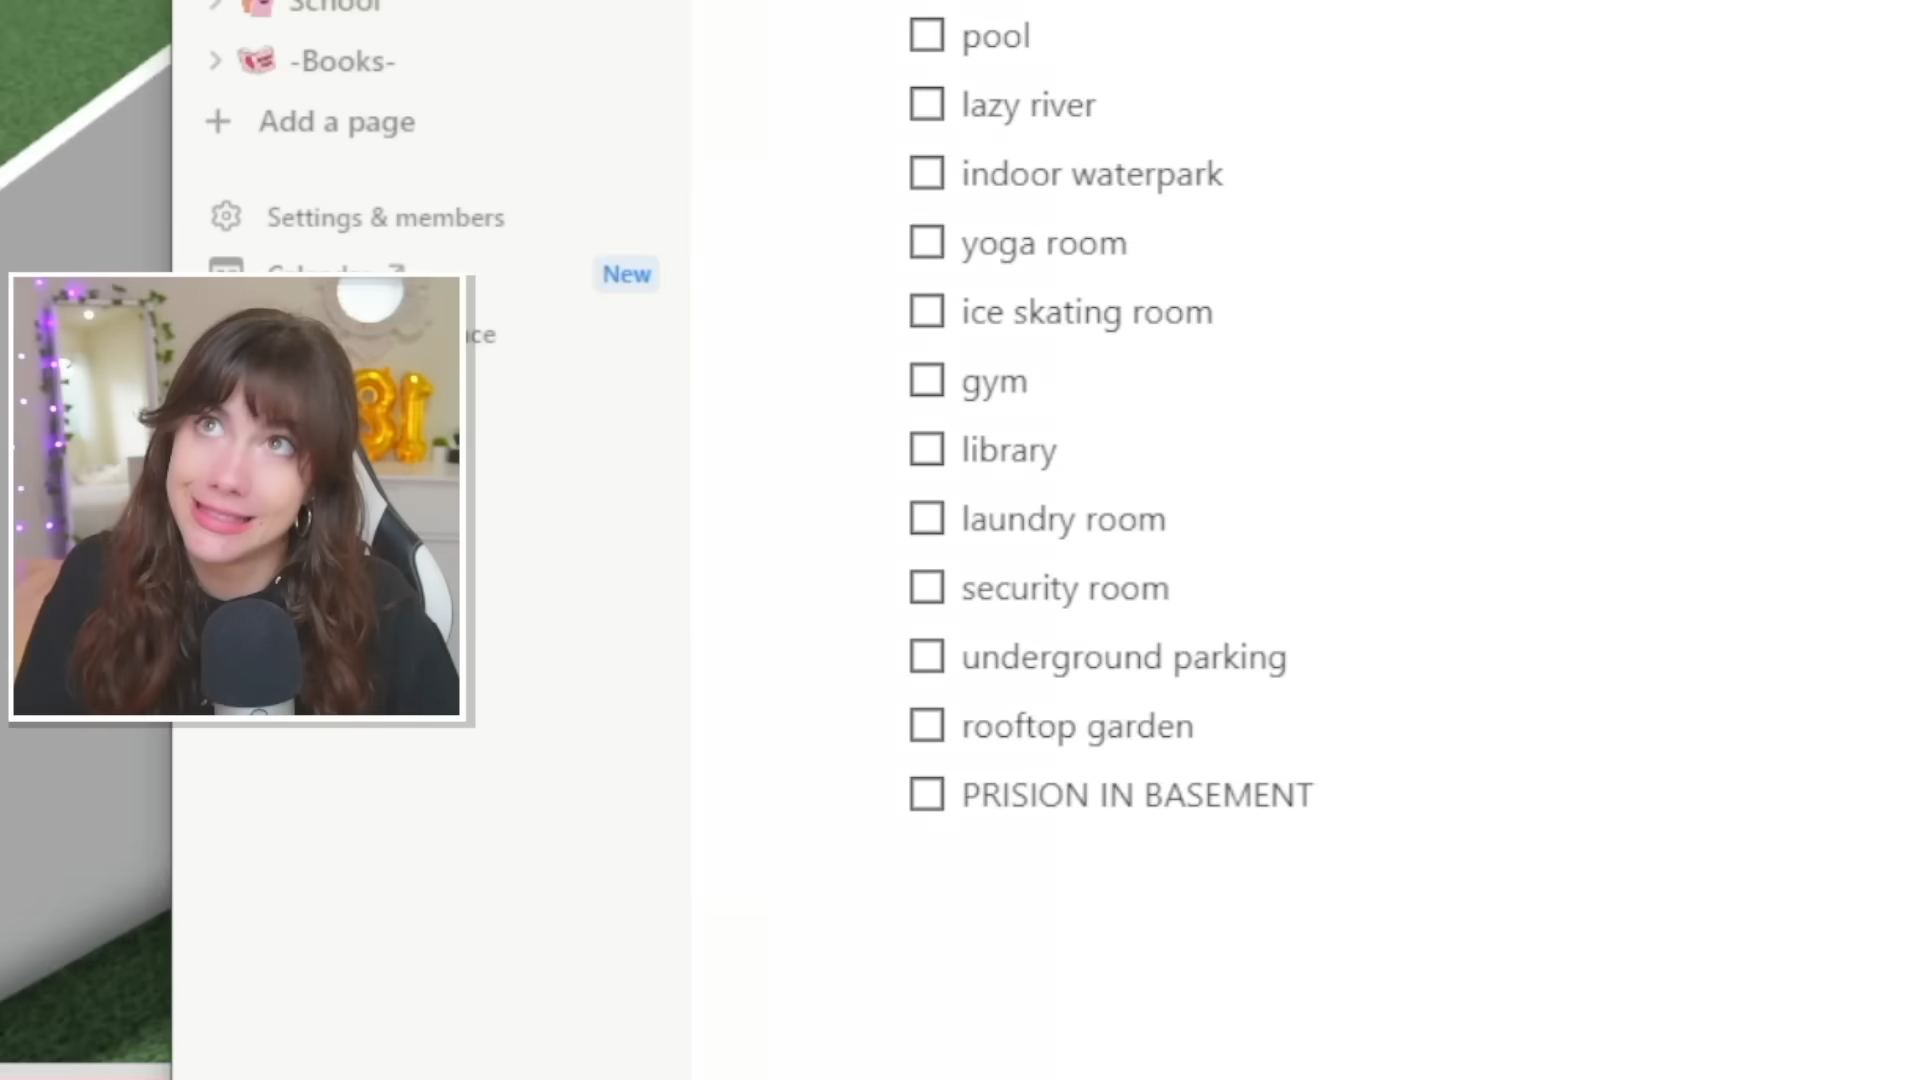 School
-Books-
+ Add a page
Settings & members
New
pool
lazy river
indoor waterpark
yoga room
ice skating room
gym
library
laundry room
security room
underground parking
rooftop garden
PRISION IN BASEMENT